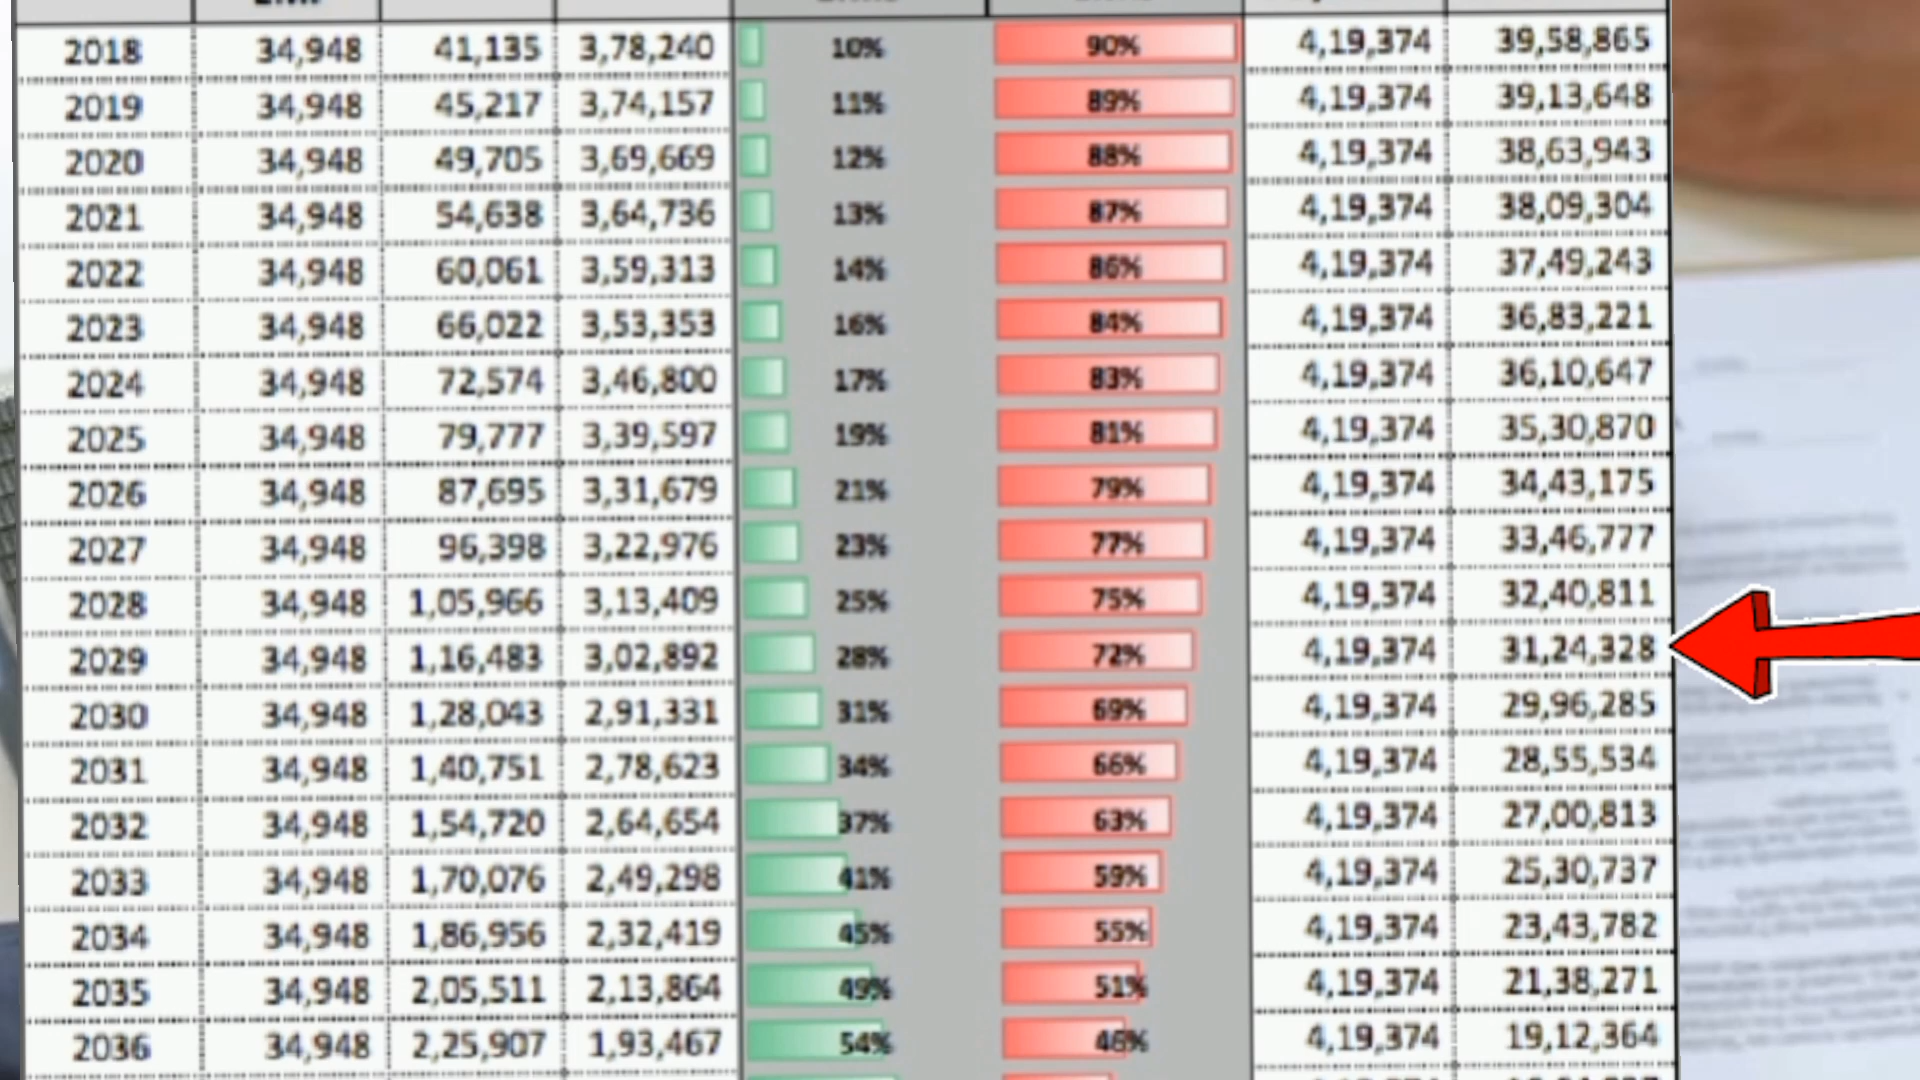 2018 34,948 41,135 3,78,240 10% 90% 4,19,374 39,58,865
2019 34,948 45,217 3,74,157 11% 89% 4,19,374 39,13,648
2020 34,948 49,705 3,69,669 12% 88% 4,19,374 38,63,943
2021 34,948 54,638 3,64,736 13% 87% 4,19,374 38,09,304
2022 34,948 60,061 3,59,313 14% 86% 4,19,374 37,49,243
2023 34,948 66,022 3,53,353 16% 84% 4,19,374 36,83,221
2024 34,948 72,574 3,46,800 17% 83% 4,19,374 36,10,647
2025 34,948 79,777 3,39,597 19% 81% 4,19,374 35,30,870
2026 34,948 87,695 3,31,679 21% 79% 4,19,374 34,43,175
2027 34,948 96,398 3,22,976 23% 77% 4,19,374 33,46,777
2028 34,948 1,05,966 3,13,409 25% 75% 4,19,374 32,40,811
2029 34,948 1,16,483 3,02,892 28% 72% 4,19,374 31,24,328
2030 34,948 1,28,043 2,91,331 31% 69% 4,19,374 29,96,285
2031 34,948 1,40,751 2,78,623 34% 66% 4,19,374 28,55,534
2032 34,948 1,54,720 2,64,654 37% 63% 4,19,374 27,00,813
2033 34,948 1,70,076 2,49,298 41% 59% 4,19,374 25,30,737
2034 34,948 1,86,956 2,32,419 45% 55% 4,19,374 23,43,782
2035 34,948 2,05,511 2,13,864 49% 51% 4,19,374 21,38,271
2036 34,948 2,25,907 1,93,467 54% 46% 4,19,374 19,12,364